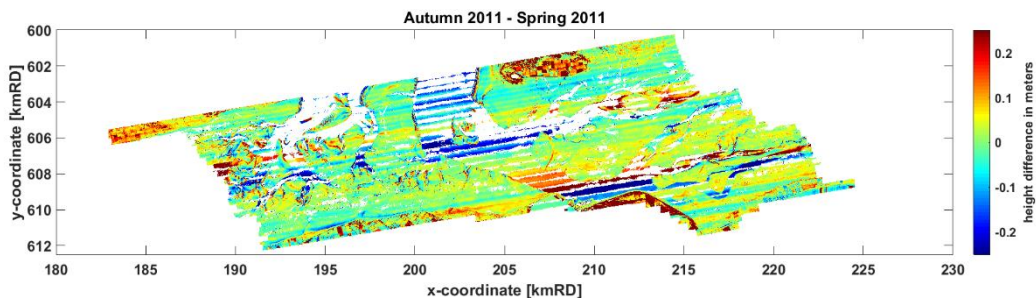 Autumn 2011 - Spring 2011
600
602
604
606
608
610
612
y-coordinate [kmRD]
180 185 190 195 200 205 210 215 220 225 230
x-coordinate [kmRD]
0.2
0.1
0
-0.1
-0.2
height difference in meters